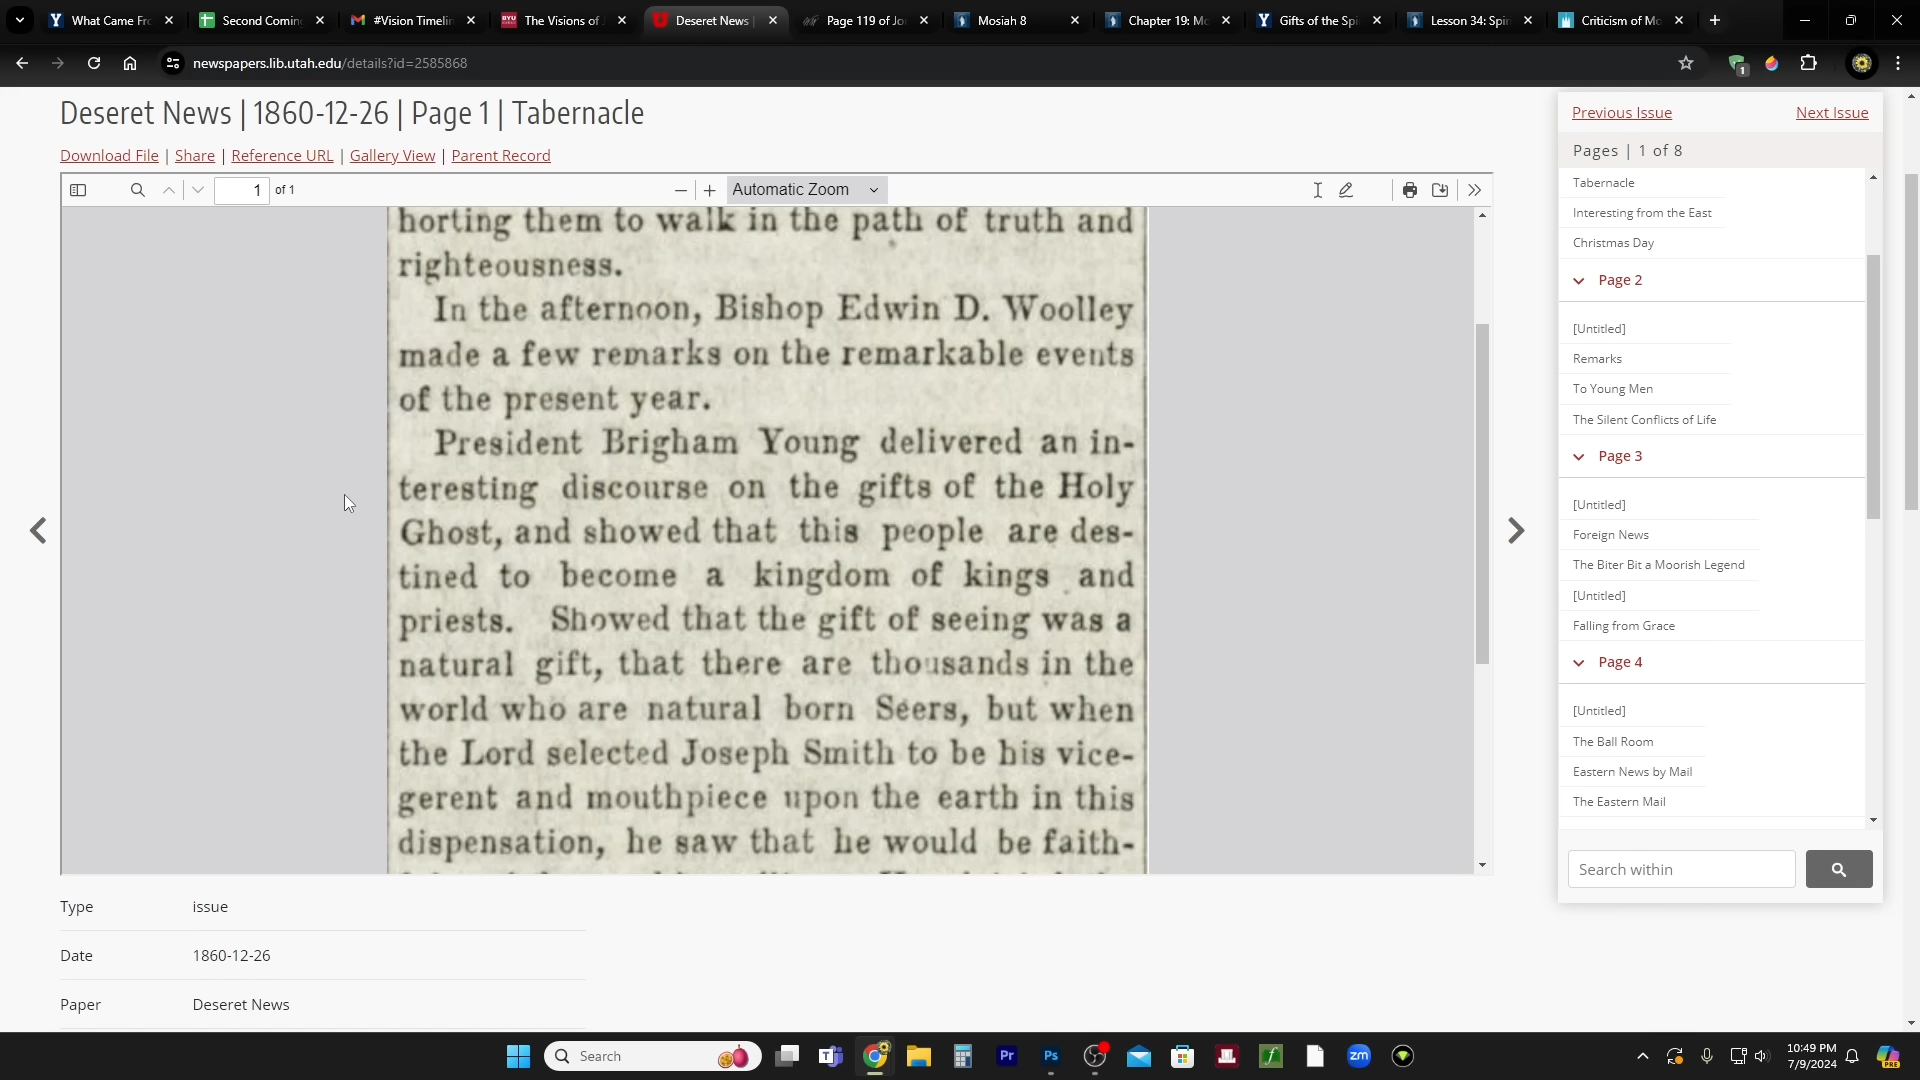 What Came Fr
Second Comin
#Vision Timelin
The Visions of J
Deseret News |
Page 119 of Jo
Mosiah 8
Chapter 19: Mo
Gifts of the Spi
Lesson 34: Spir
Criticism of Mo
newspapers.lib.utah.edu/details?id=2585868
Deseret News | 1860-12-26 | Page 1 | Tabernacle
Download File | Share | Reference URL | Gallery View | Parent Record
1 of 1
Automatic Zoom
horting them to walk in the path of truth and
righteousness.
In the afternoon, Bishop Edwin D. Woolley
made a few remarks on the remarkable events
of the present year.
President Brigham Young delivered an in-
teresting discourse on the gifts of the Holy
Ghost, and showed that this people are des-
tined to become a kingdom of kings and
priests. Showed that the gift of seeing was a
natural gift, that there are thousands in the
world who are natural born Seers, but when
the Lord selected Joseph Smith to be his vice-
gerent and mouthpiece upon the earth in this
dispensation, he saw that he would be faith-
Type issue
Date 1860-12-26
Paper Deseret News
Previous Issue Next Issue
Pages | 1 of 8
Tabernacle
Interesting from the East
Christmas Day
Page 2
[Untitled]
Remarks
To Young Men
The Silent Conflicts of Life
Page 3
[Untitled]
Foreign News
The Biter Bit a Moorish Legend
[Untitled]
Falling from Grace
Page 4
[Untitled]
The Ball Room
Eastern News by Mail
The Eastern Mail
Search within
Search
10:49 PM
7/9/2024